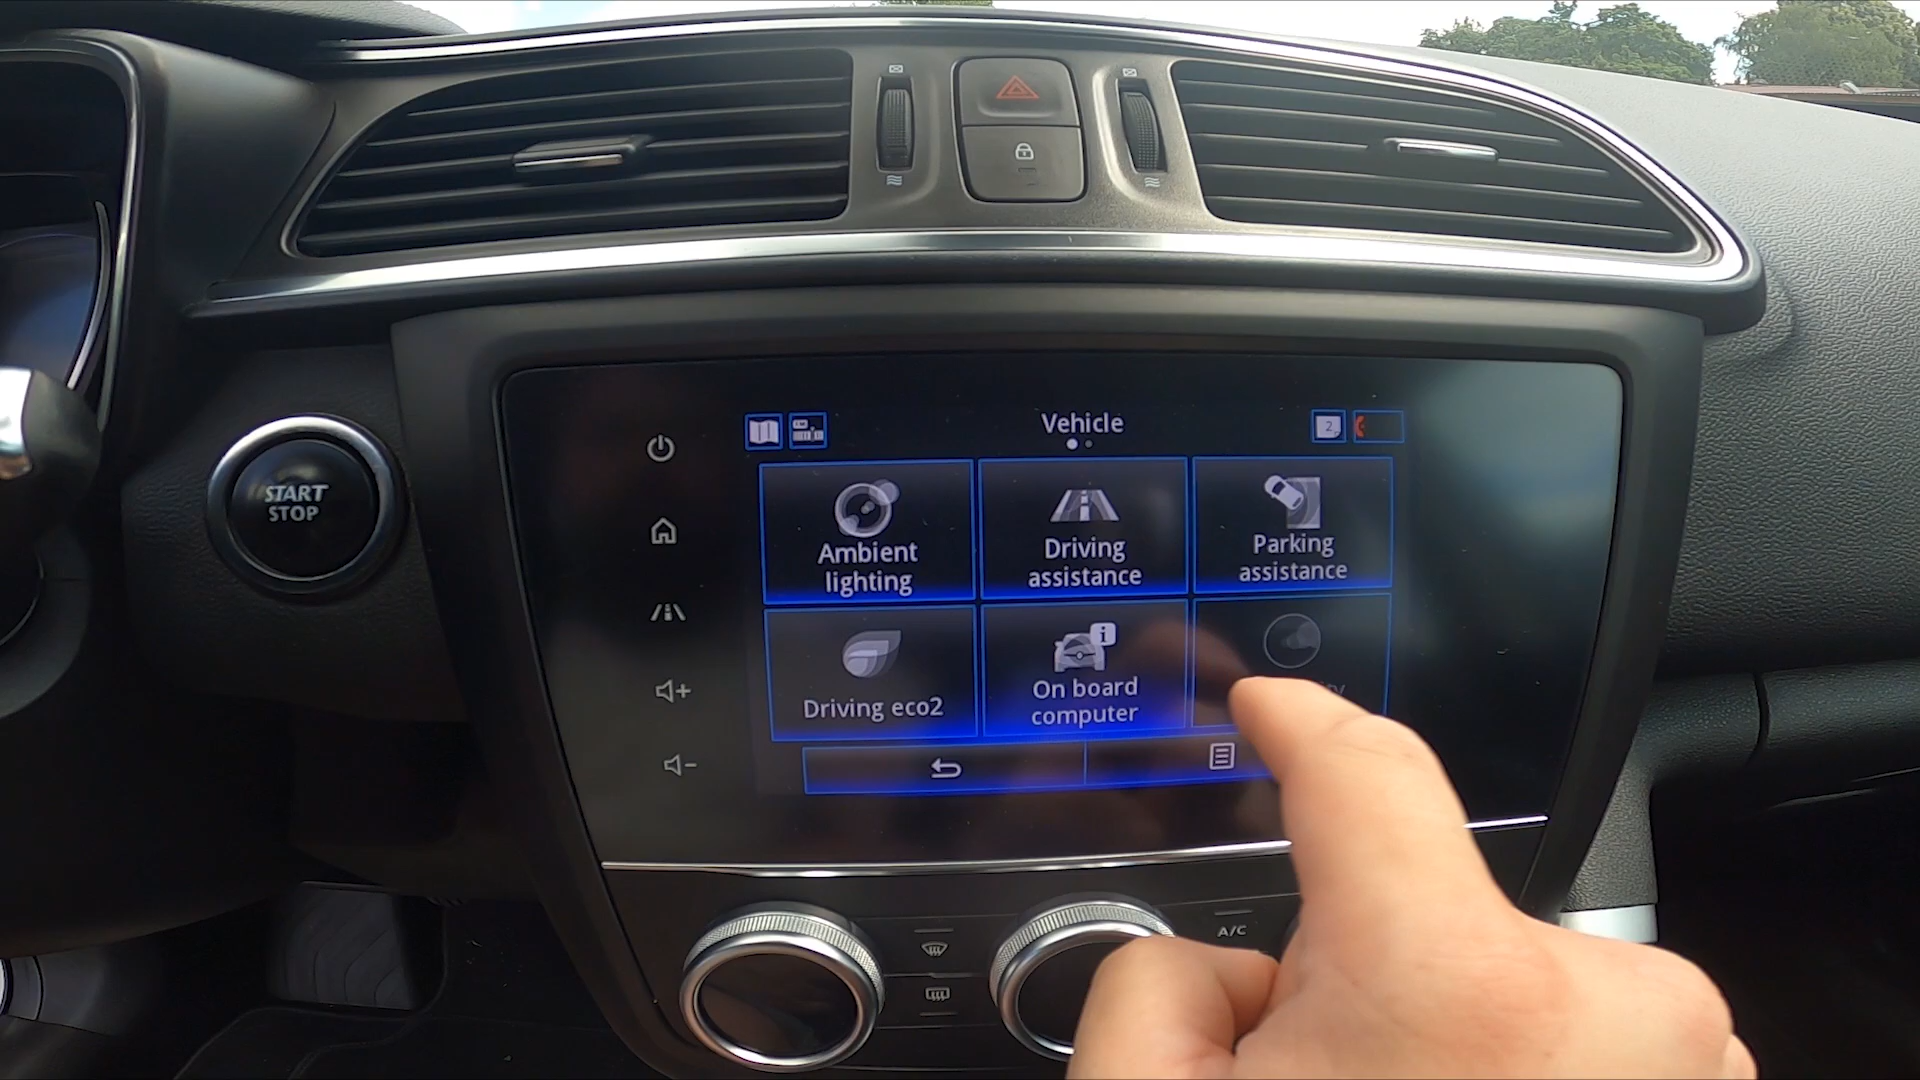 Vehicle
2
Ambient
lighting
Driving
assistance
Parking
assistance
Driving eco2
On board
computer
START
STOP
A/C